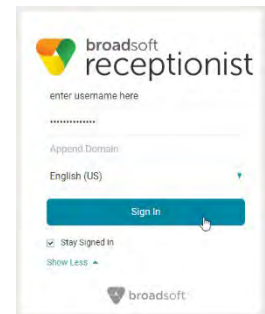 broadsoft
receptionist
enter username here
••••••••••••••
Append Domain
English (US)
Sign In
Stay Signed In
Show Less
broadsoft